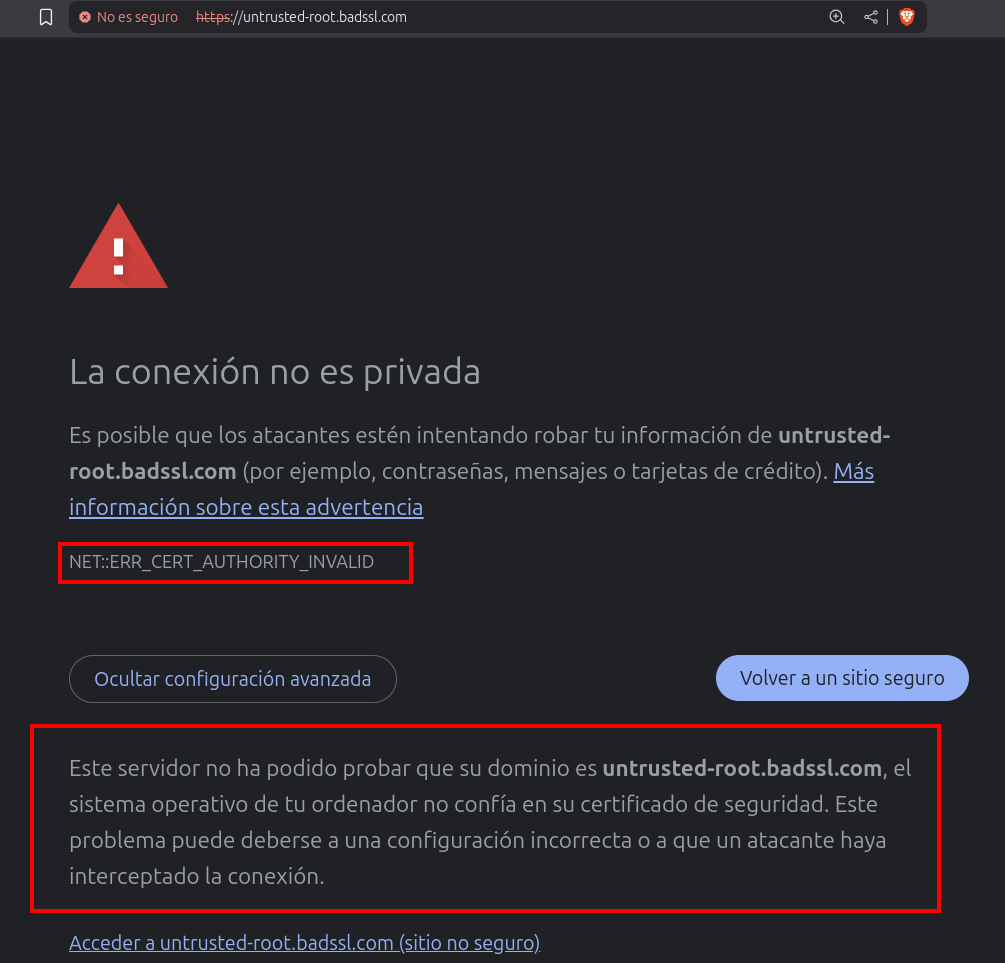 No es seguro https://untrusted-root.badssl.com
La conexión no es privada
Es posible que los atacantes estén intentando robar tu información de untrusted-
root.badssl.com (por ejemplo, contraseñas, mensajes o tarjetas de crédito). Más
información sobre esta advertencia
NET::ERR_CERT_AUTHORITY_INVALID
Ocultar configuración avanzada
Volver a un sitio seguro
Este servidor no ha podido probar que su dominio es untrusted-root.badssl.com, el
sistema operativo de tu ordenador no confía en su certificado de seguridad. Este
problema puede deberse a una configuración incorrecta o a que un atacante haya
interceptado la conexión.
Acceder a untrusted-root.badssl.com (sitio no seguro)